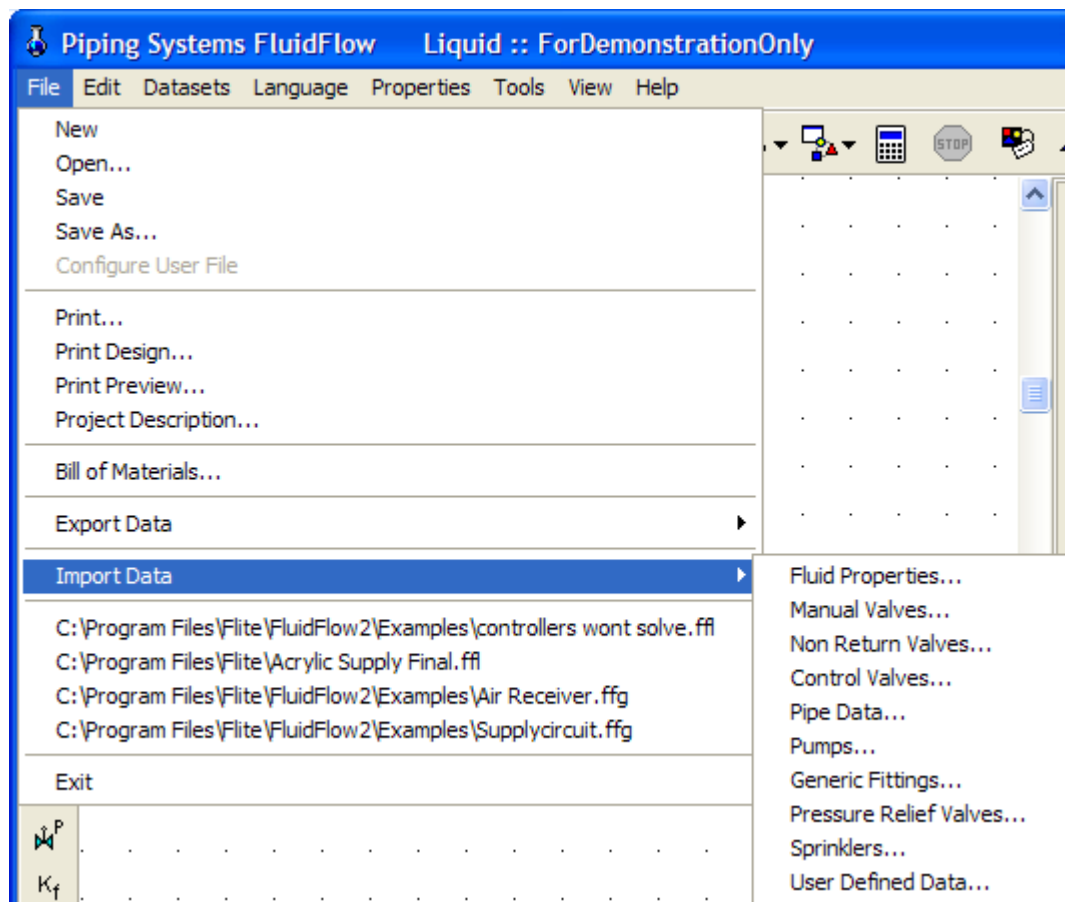 Piping Systems FluidFlow Liquid :: ForDemonstrationOnly
File Edit Datasets Language Properties Tools View Help
New
Open...
Save
Save As...
Configure User File
Print...
Print Design...
Print Preview...
Project Description...
Bill of Materials...
Export Data
Import Data
C:\Program Files\Flite\FluidFlow2\Examples\controllers wont solve.ffl
C:\Program Files\Flite\Acrylic Supply Final.ffl
C:\Program Files\Flite\FluidFlow2\Examples\Air Receiver.ffg
C:\Program Files\Flite\FluidFlow2\Examples\Supplycircuit.ffg
Exit
STOP
Fluid Properties...
Manual Valves...
Non Return Valves...
Control Valves...
Pipe Data...
Pumps...
Generic Fittings...
Pressure Relief Valves...
Sprinklers...
User Defined Data...
P
Kf